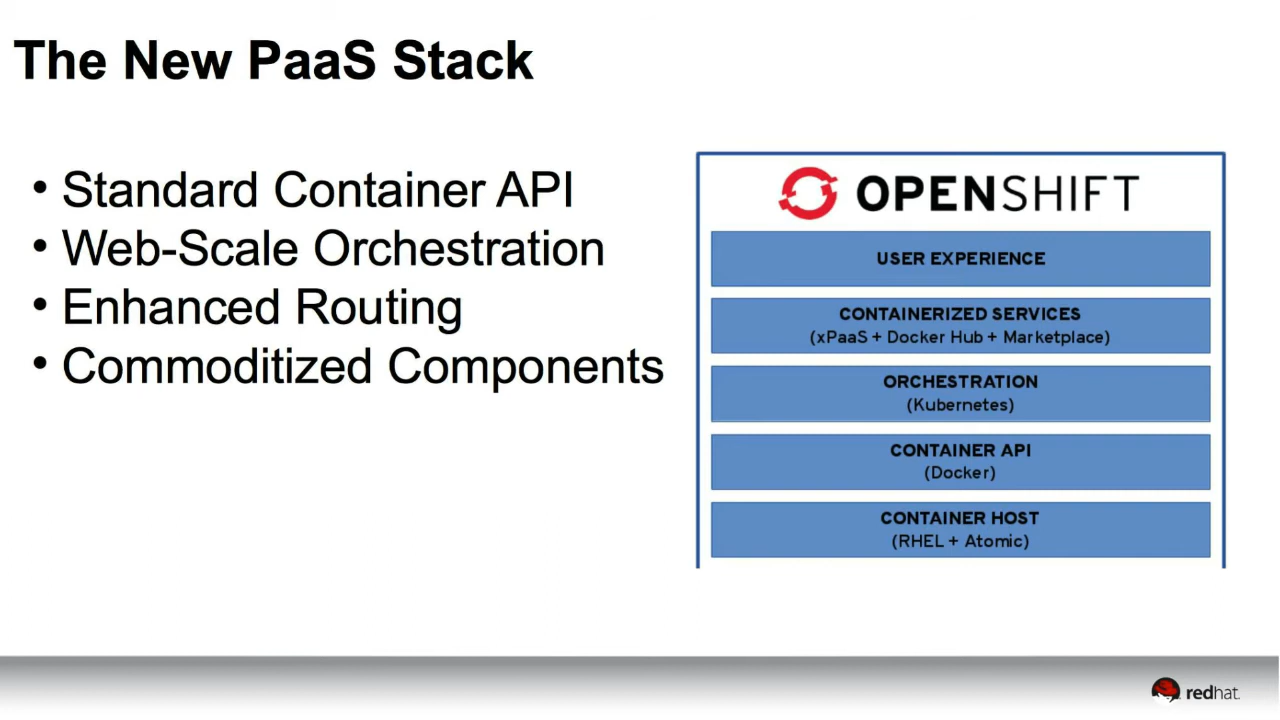 The New PaaS Stack
• Standard Container API
• Web-Scale Orchestration
• Enhanced Routing
• Commoditized Components
OPENSHIFT
USER EXPERIENCE
CONTAINERIZED SERVICES
(xPaaS + Docker Hub + Marketplace)
ORCHESTRATION
(Kubernetes)
CONTAINER API
(Docker)
CONTAINER HOST
(RHEL + Atomic)
redhat.